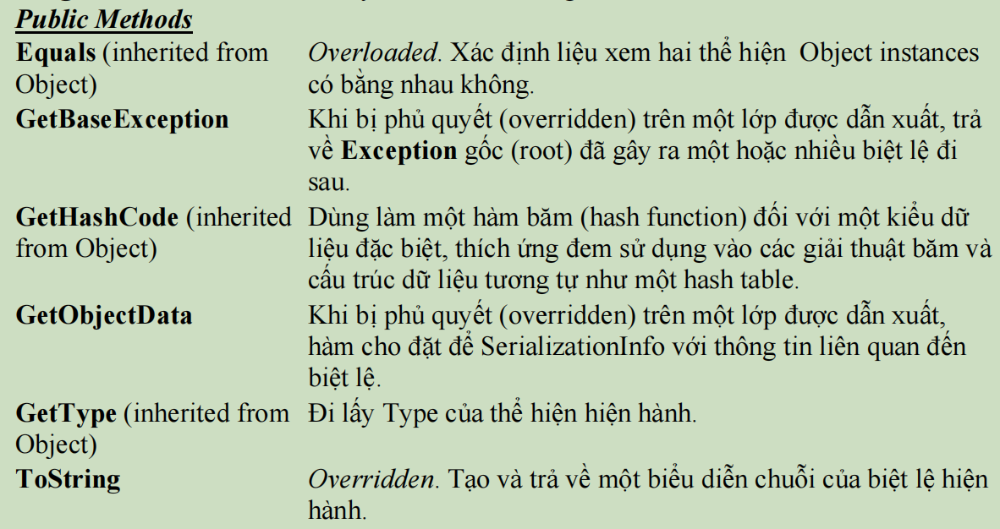 Public Methods
Equals (inherited from Object)
Overloaded. Xác định liệu xem hai thể hiện Object instances
có bằng nhau không.
GetBaseException
Khi bị phủ quyết (overridden) trên một lớp được dẫn xuất, trả
về Exception gốc (root) đã gây ra một hoặc nhiều biệt lệ đi
sau.
GetHashCode (inherited
from Object)
Dùng làm một hàm băm (hash function) đối với một kiểu dữ
liệu đặc biệt, thích ứng đem sử dụng vào các giải thuật băm và
cấu trúc dữ liệu tương tự như một hash table.
GetObjectData
Khi bị phủ quyết (overridden) trên một lớp được dẫn xuất,
hàm cho đặt để SerializationInfo với thông tin liên quan đến
biệt lệ.
GetType (inherited from
Object)
Đi lấy Type của thể hiện hiện hành.
ToString
Overridden. Tạo và trả về một biểu diễn chuỗi của biệt lệ hiện
hành.